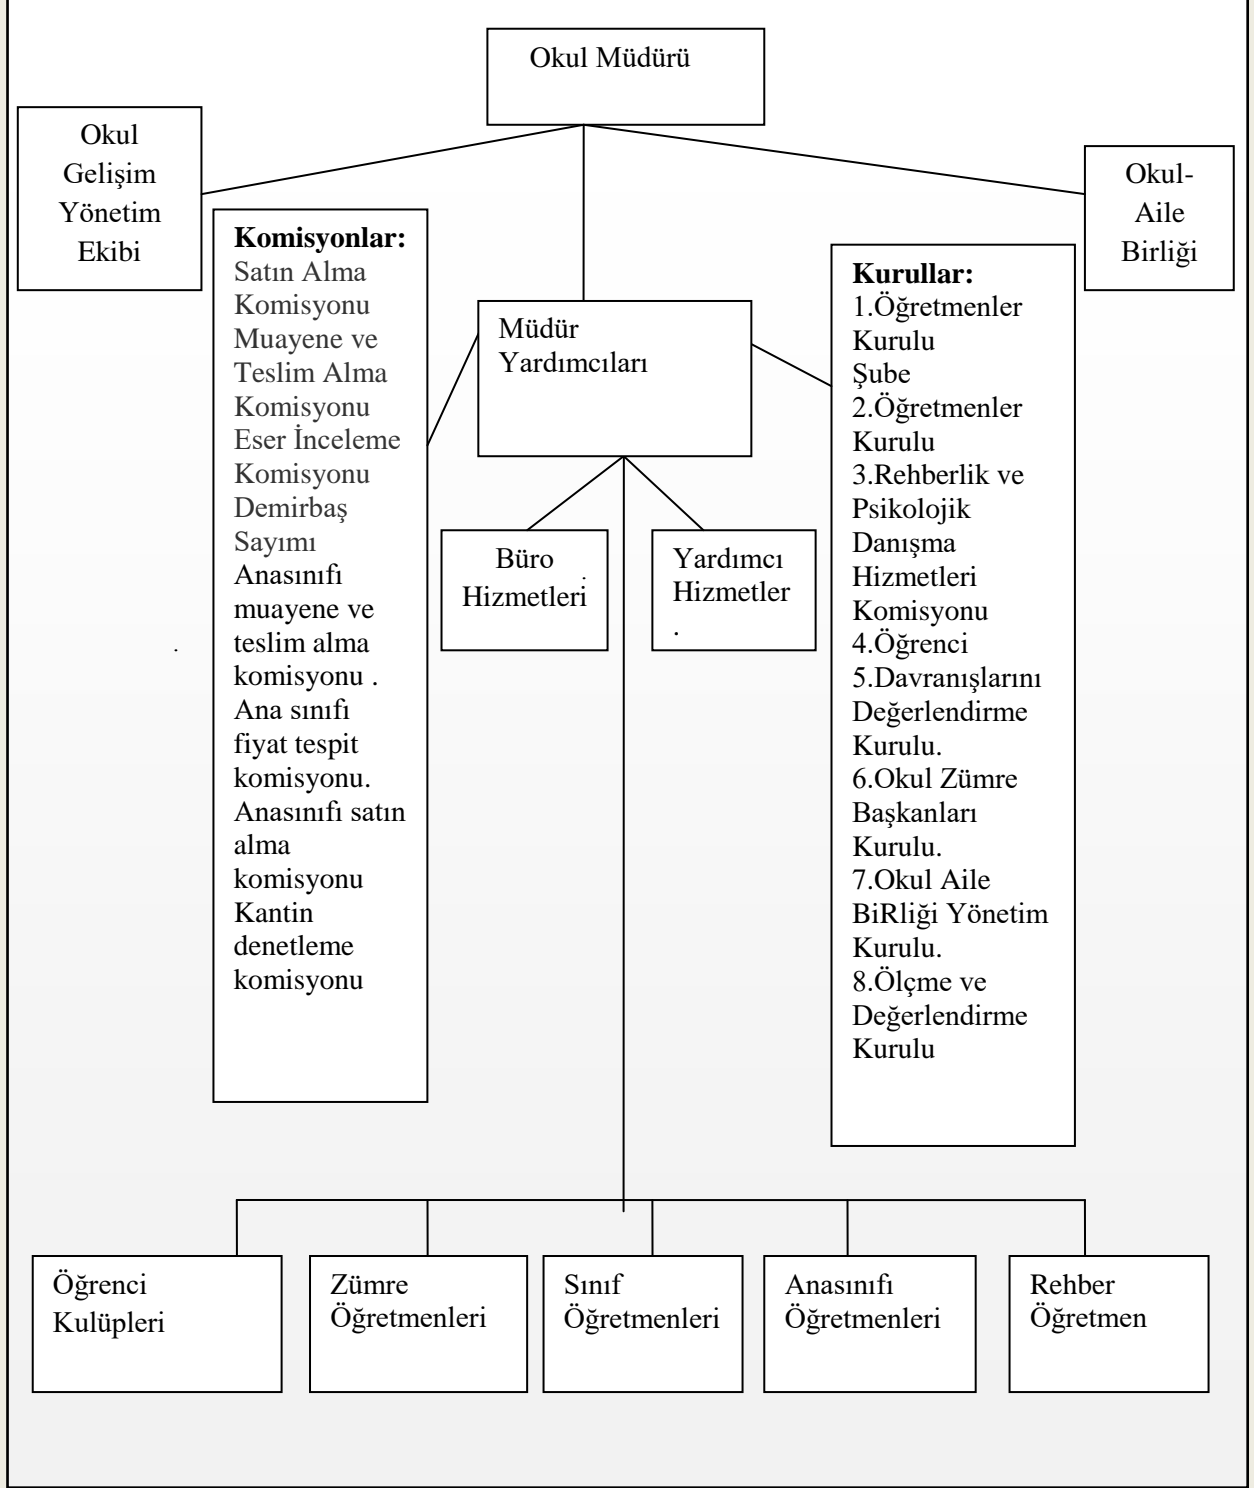 Okul Müdürü
Okul
Gelişim
Yönetim
Ekibi
Okul-
Aile
Birliği
Komisyonlar:
Satın Alma
Komisyonu
Muayene ve
Teslim Alma
Komisyonu
Eser İnceleme
Komisyonu
Demirbaş
Sayımı
Anasınıfı
muayene ve
teslim alma
komisyonu .
Ana sınıfı
fiyat tespit
komisyonu.
Anasınıfı satın
alma
komisyonu
Kantin
denetleme
komisyonu
Müdür
Yardımcıları
Kurullar:
1.Öğretmenler
Kurulu
Şube
2.Öğretmenler
Kurulu
3.Rehberlik ve
Psikolojik
Danışma
Hizmetleri
Komisyonu
4.Öğrenci
5.Davranışlarını
Değerlendirme
Kurulu.
6.Okul Zümre
Başkanları
Kurulu.
7.Okul Aile
BiRliği Yönetim
Kurulu.
8.Ölçme ve
Değerlendirme
Kurulu
Büro
Hizmetleri
.
Yardımcı
Hizmetler
.
.
Öğrenci
Kulüpleri
Zümre
Öğretmenleri
Sınıf
Öğretmenleri
Anasınıfı
Öğretmenleri
Rehber
Öğretmen